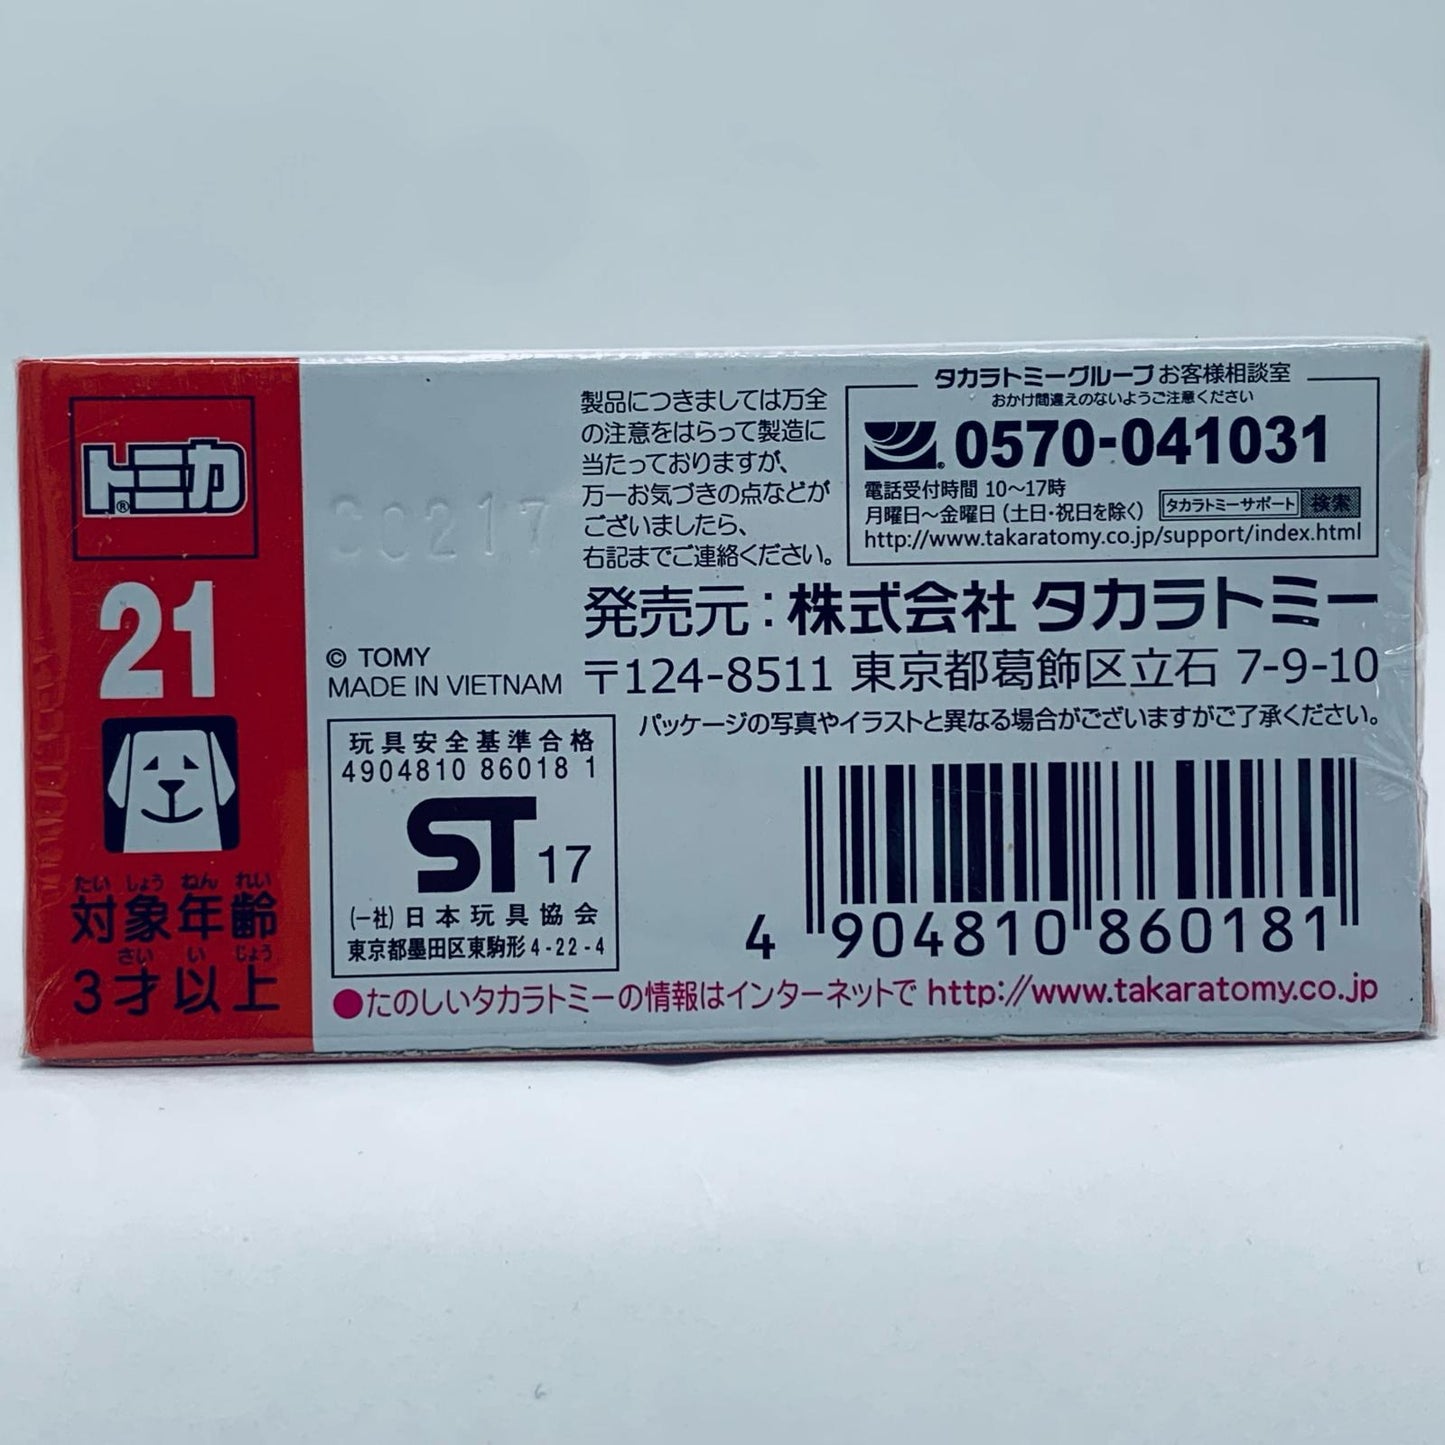 トミカ®
21
たいしょうねんれい
対象年齢
さいいじょう
3才以上
C0217
© TOMY
MADE IN VIETNAM
玩具安全基準合格
4904810 86018 1
ST 17
(一社)日本玩具協会
東京都墨田区東駒形4-22-4
製品につきましては万全
の注意をはらって製造に
当たっておりますが、
万一お気づきの点などが
ございましたら、
右記までご連絡ください。
タカラトミーグループお客様相談室
おかけ間違えのないようご注意ください
0570-041031
電話受付時間 10〜17時
月曜日〜金曜日(土日・祝日を除く)
タカラトミーサポート 検索
http://www.takaratomy.co.jp/support/index.html
発売元:株式会社 タカラトミー
〒124-8511 東京都葛飾区立石 7-9-10
パッケージの写真やイラストと異なる場合がございますがご了承ください。
4 904810 860181
●たのしいタカラトミーの情報はインターネットで http://www.takaratomy.co.jp